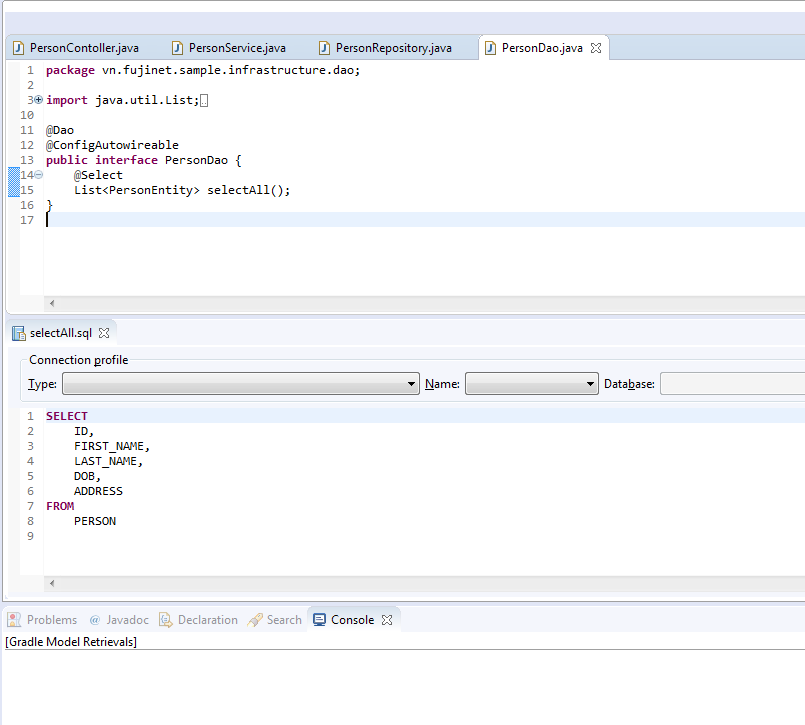 PersonContoller.java PersonService.java PersonRepository.java PersonDao.java
1 package vn.fujinet.sample.infrastructure.dao;
2
3 import java.util.List;
10
11 @Dao
12 @ConfigAutowireable
13 public interface PersonDao {
14     @Select
15     List<PersonEntity> selectAll();
16 }
17
selectAll.sql
Connection profile
Type: Name: Database:
1 SELECT
2     ID,
3     FIRST_NAME,
4     LAST_NAME,
5     DOB,
6     ADDRESS
7 FROM
8     PERSON
9
Problems @ Javadoc Declaration Search Console
[Gradle Model Retrievals]